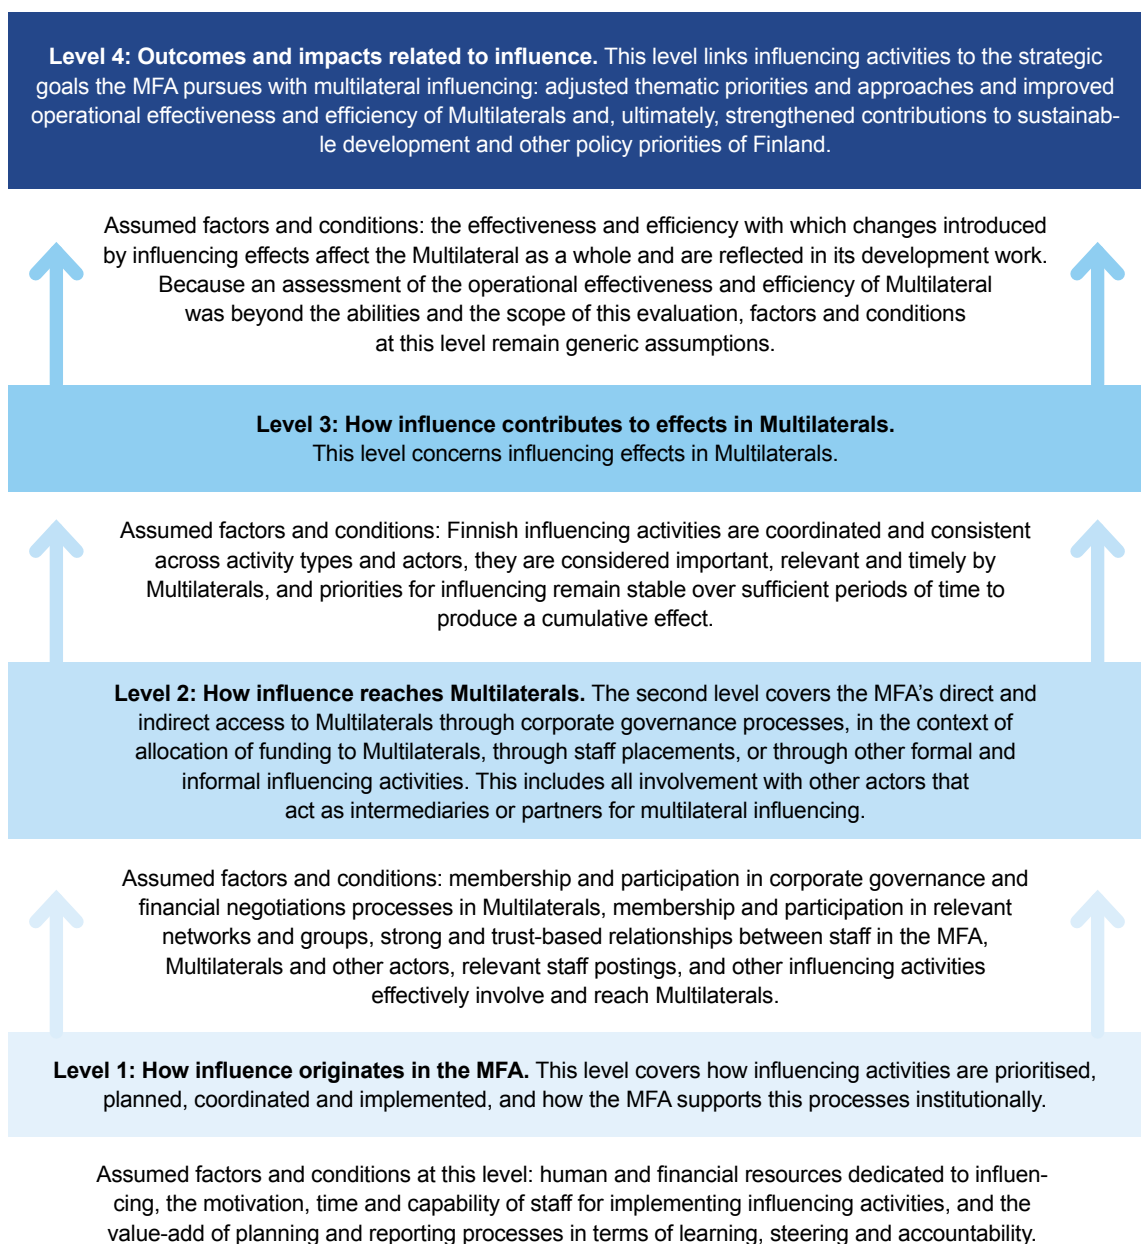 Level 4: Outcomes and impacts related to influence. This level links influencing activities to the strategic
goals the MFA pursues with multilateral influencing: adjusted thematic priorities and approaches and improved
operational effectiveness and efficiency of Multilaterals and, ultimately, strengthened contributions to sustainab-
le development and other policy priorities of Finland.
Assumed factors and conditions: the effectiveness and efficiency with which changes introduced
by influencing effects affect the Multilateral as a whole and are reflected in its development work.
Because an assessment of the operational effectiveness and efficiency of Multilateral
was beyond the abilities and the scope of this evaluation, factors and conditions
at this level remain generic assumptions.
Level 3: How influence contributes to effects in Multilaterals.
This level concerns influencing effects in Multilaterals.
Assumed factors and conditions: Finnish influencing activities are coordinated and consistent
across activity types and actors, they are considered important, relevant and timely by
Multilaterals, and priorities for influencing remain stable over sufficient periods of time to
produce a cumulative effect.
Level 2: How influence reaches Multilaterals. The second level covers the MFA’s direct and
indirect access to Multilaterals through corporate governance processes, in the context of
allocation of funding to Multilaterals, through staff placements, or through other formal and
informal influencing activities. This includes all involvement with other actors that
act as intermediaries or partners for multilateral influencing.
Assumed factors and conditions: membership and participation in corporate governance and
financial negotiations processes in Multilaterals, membership and participation in relevant
networks and groups, strong and trust-based relationships between staff in the MFA,
Multilaterals and other actors, relevant staff postings, and other influencing activities
effectively involve and reach Multilaterals.
Level 1: How influence originates in the MFA. This level covers how influencing activities are prioritised,
planned, coordinated and implemented, and how the MFA supports this processes institutionally.
Assumed factors and conditions at this level: human and financial resources dedicated to influen-
cing, the motivation, time and capability of staff for implementing influencing activities, and the
value-add of planning and reporting processes in terms of learning, steering and accountability.